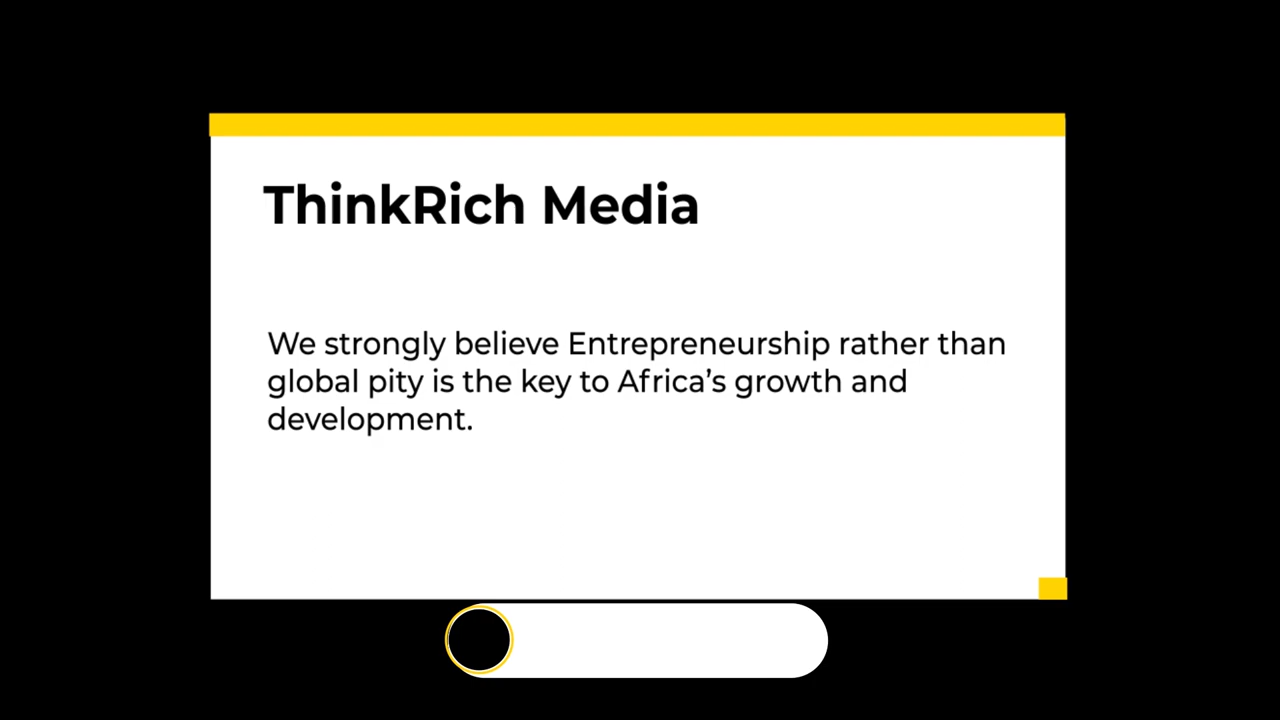 ThinkRich Media
We strongly believe Entrepreneurship rather than
global pity is the key to Africa’s growth and
development.